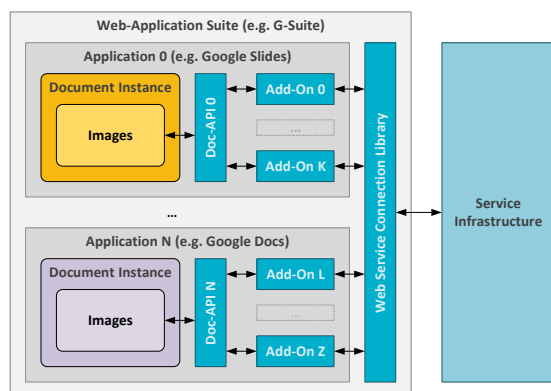 Web-Application Suite (e.g. G-Suite)
Application 0 (e.g. Google Slides)
Document Instance
Images
Doc-API 0
Add-On 0
...
Add-On K
...
Application N (e.g. Google Docs)
Document Instance
Images
Doc-API N
Add-On L
...
Add-On Z
Web Service Connection Library
Service
Infrastructure